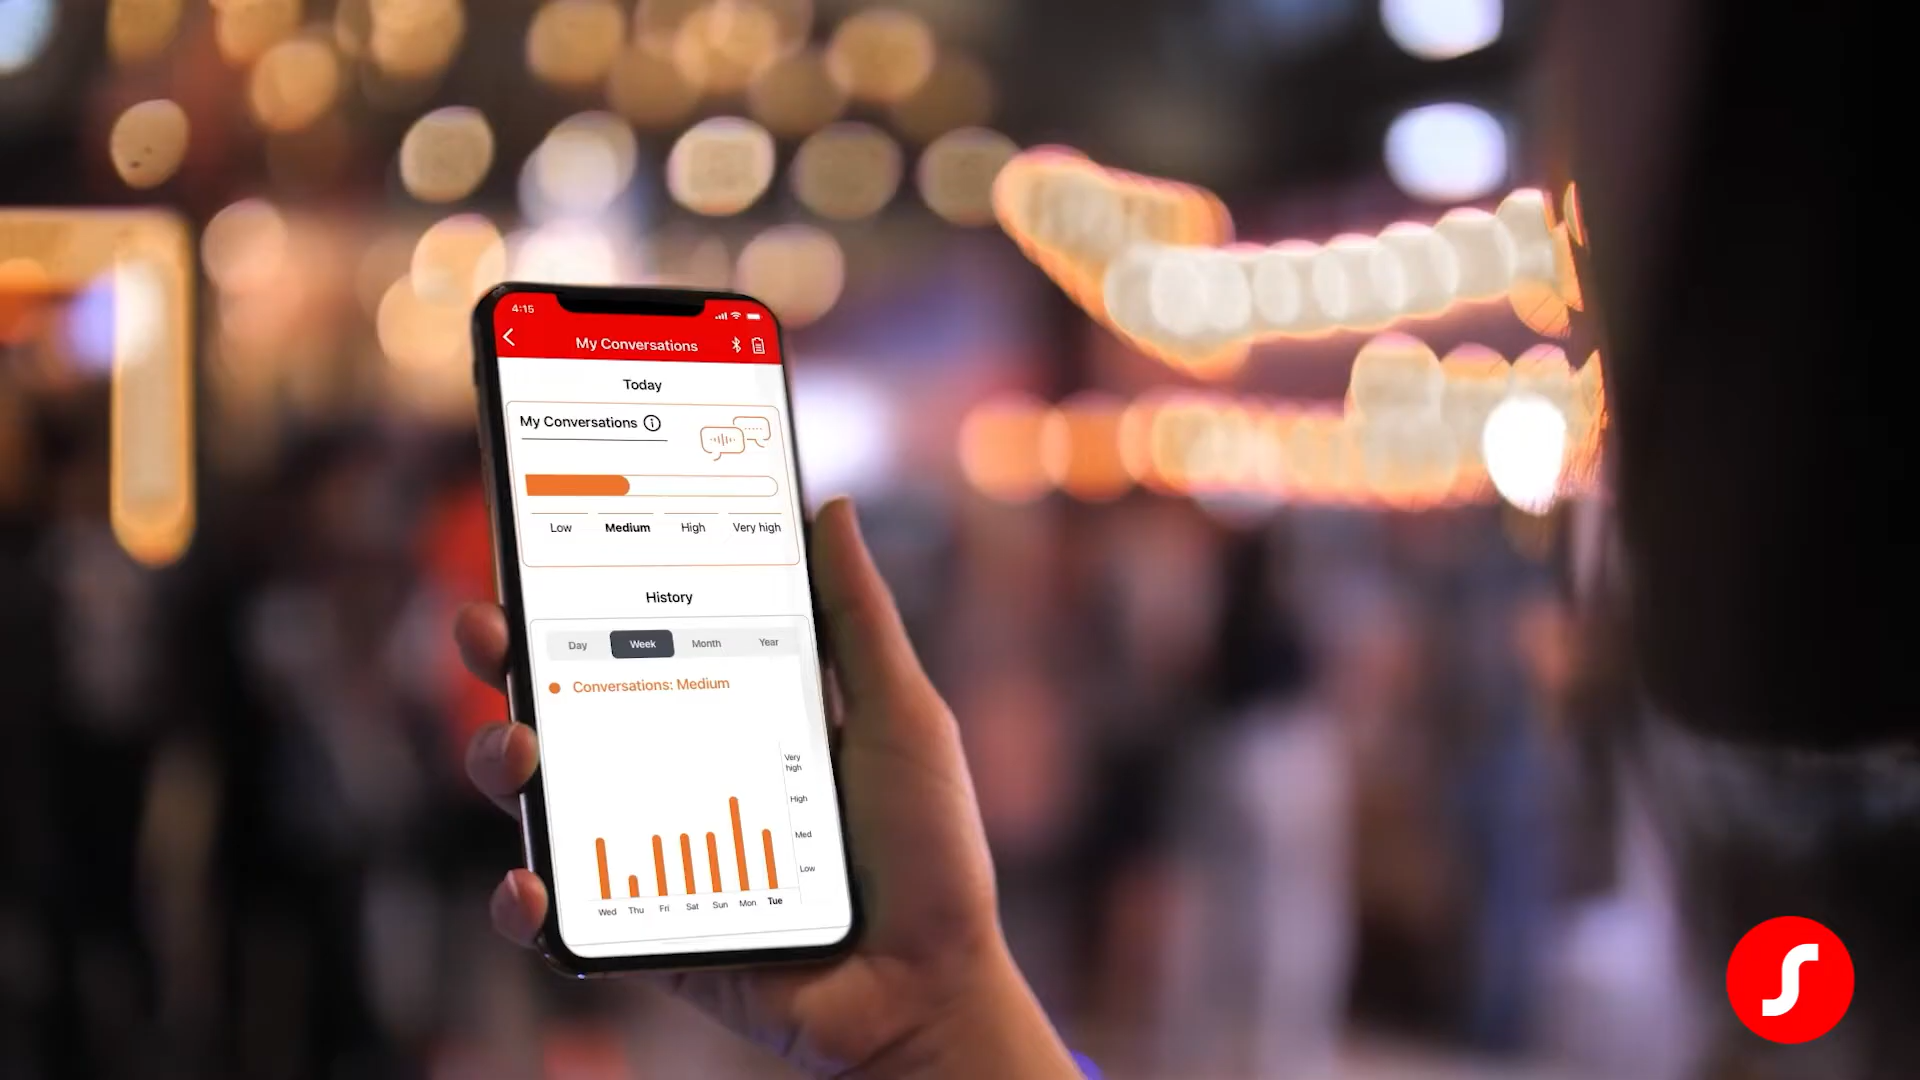 4:15
My Conversations
Today
My Conversations
Low Medium High Very high
History
Day Week Month Year
Conversations: Medium
Very
high
High
Med
Low
Wed Thu Fri Sat Sun Mon Tue